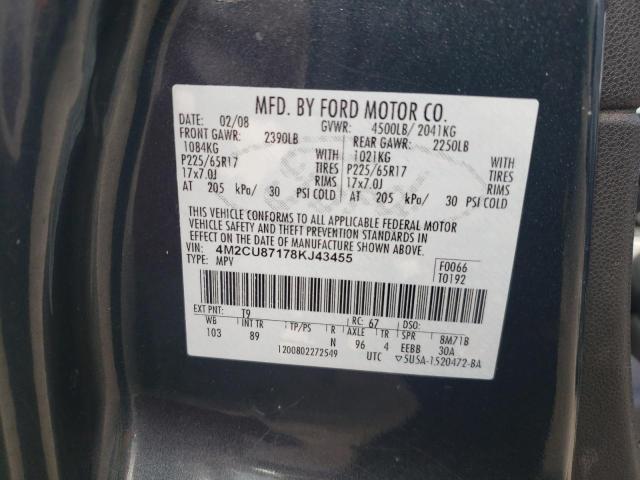 MFD. BY FORD MOTOR CO.
DATE: 02/08 GVWR: 4500LB/ 2041KG
FRONT GAWR: 2390LB REAR GAWR: 2250LB
1084KG WITH 1021KG WITH
P225/65R17 TIRES P225/65R17 TIRES
17x7.0J RIMS 17x7.0J RIMS
AT 205 kPa/ 30 PSI COLD AT 205 kPa/ 30 PSI COLD
THIS VEHICLE CONFORMS TO ALL APPLICABLE FEDERAL MOTOR
VEHICLE SAFETY AND THEFT PREVENTION STANDARDS IN
EFFECT ON THE DATE OF MANUFACTURE SHOWN ABOVE.
VIN: 4M2CU87178KJ43455 F0066
TYPE: MPV T0192
EXT PNT: T9 RC: 67 DSO:
WB INT TR TP/PS R AXLE TR SPR 8M71B
103 89 N 96 4 EEBB 30A
1200802272549 UTC ▽5U5A-1520472-BA